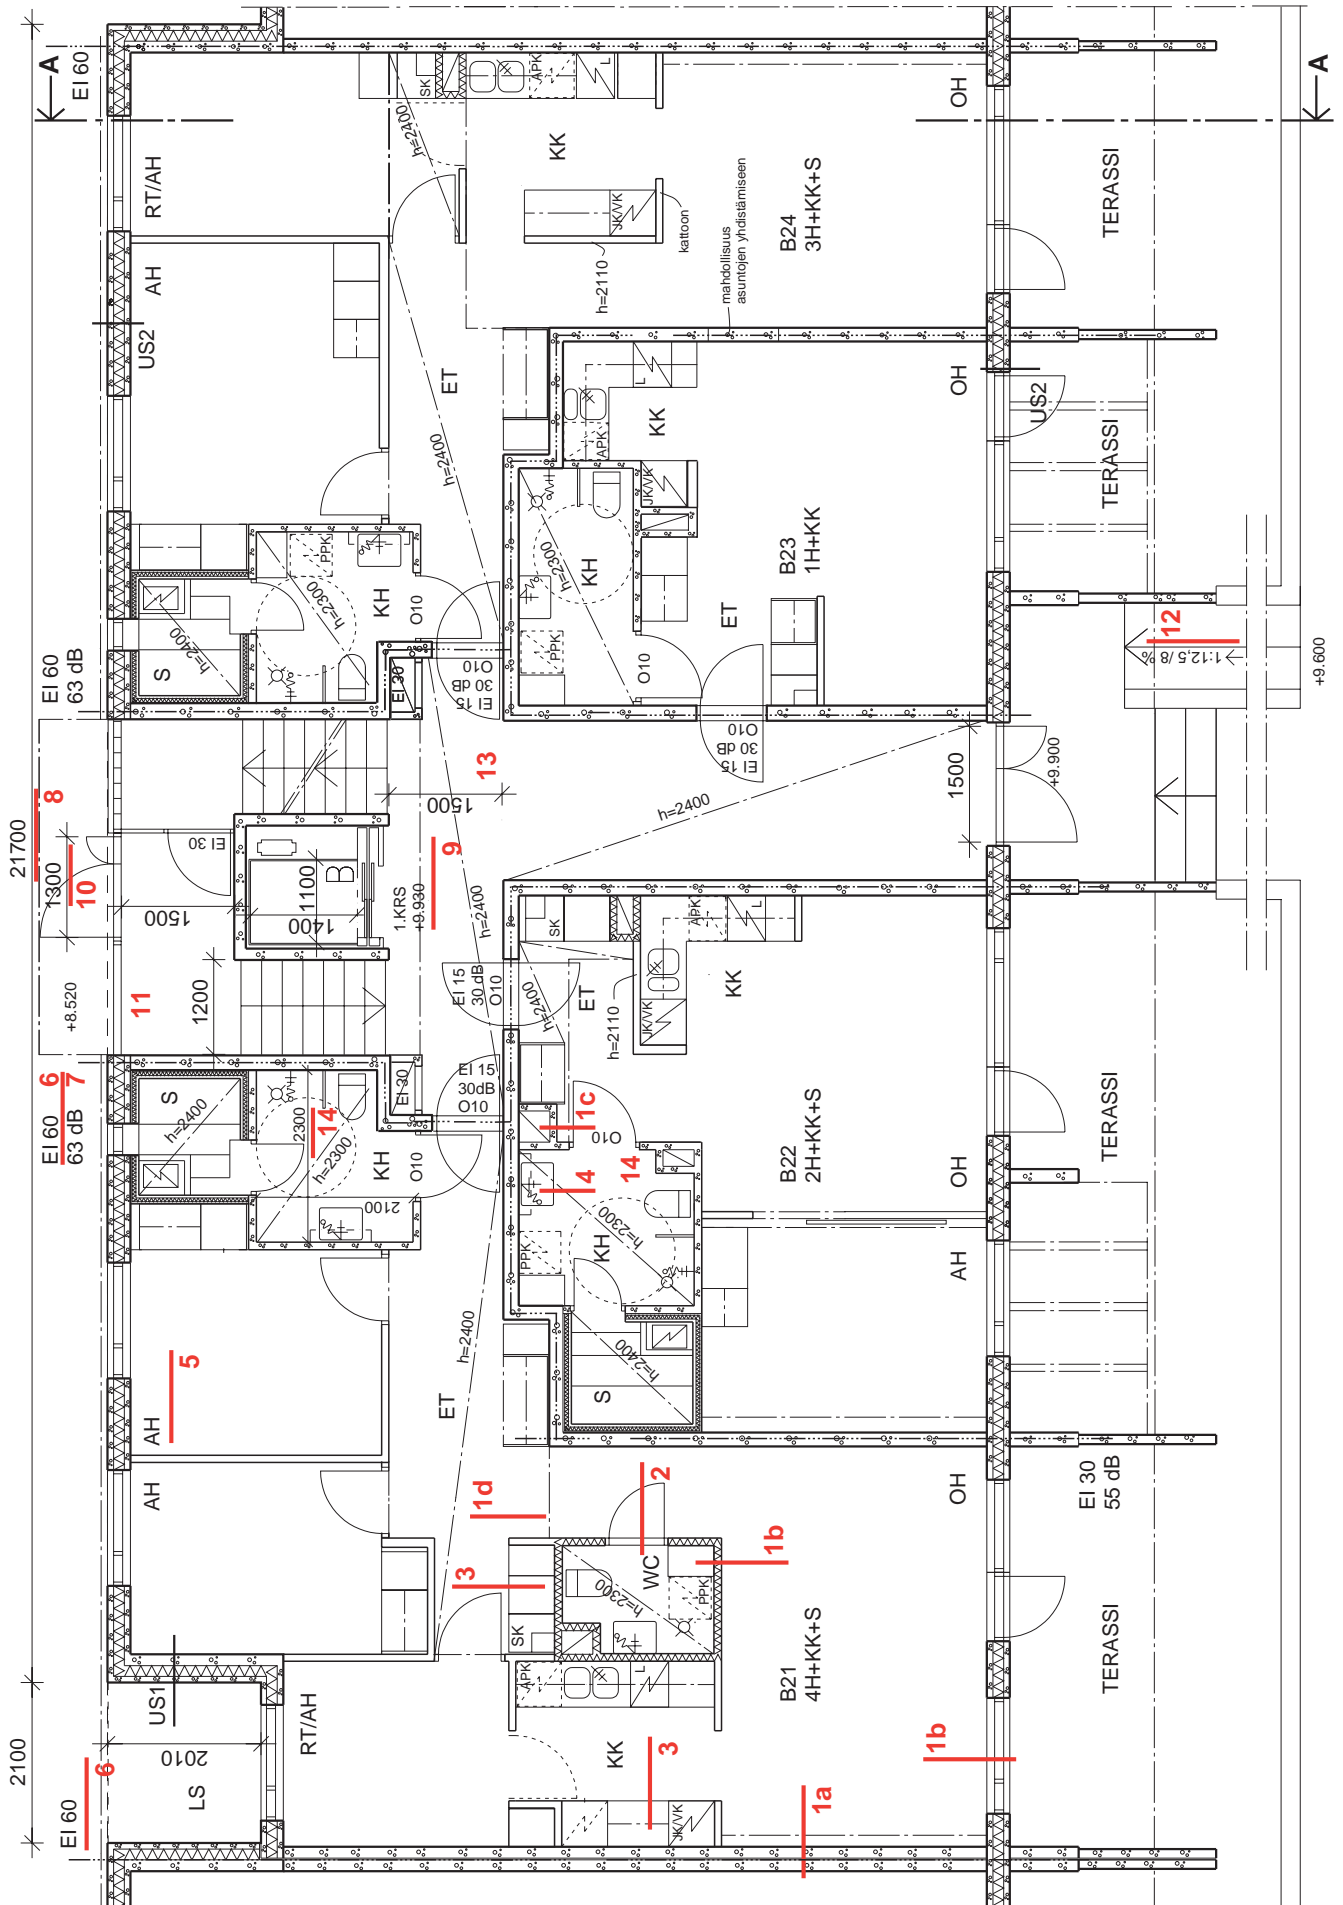 21700
2100
A
EI 60
A
RT/AH
AH
US2
SK
APK
L
h=2400
KK
JK/VK
kattoon
h=2110
B24
3H+KK+S
OH
TERASSI
mahdollisuus
asuntojen yhdistämiseen
ET
h=2400
EI 60
63 dB
S
h=2400
PPK
h=2300
KH
O10
EI 30
EI 15
30 dB
O10
L
APK
KK
JK/VK
h=2300
KH
PPK
O10
ET
B23
1H+KK
OH
US2
TERASSI
EI 15
30 dB
O10
12
1:12,5 / 8 %
+9.600
8
1300
10
1500
EI 30
1100
B
1400
1.KRS
+9.930
9
13
1500
h=2400
h=2400
1500
+9.900
+8.520
11
1200
EI 15
30 dB
O10
EI 15
30dB
O10
EI 60
63 dB
6
7
S
h=2400
2300
14
h=2300
KH
O10
EI 30
2100
SK
APK
L
KK
JK/VK
ET
h=2400
h=2110
1c
O10
4
14
PPK
h=2300
KH
S
h=2400
B22
2H+KK+S
OH
AH
TERASSI
5
AH
AH
ET
h=2400
1d
2
WC
1b
3
SK
h=2300
PPK
APK
L
B21
4H+KK+S
OH
EI 30
55 dB
TERASSI
US1
RT/AH
2010
LS
EI 60
6
KK
3
JK/VK
1a
1b